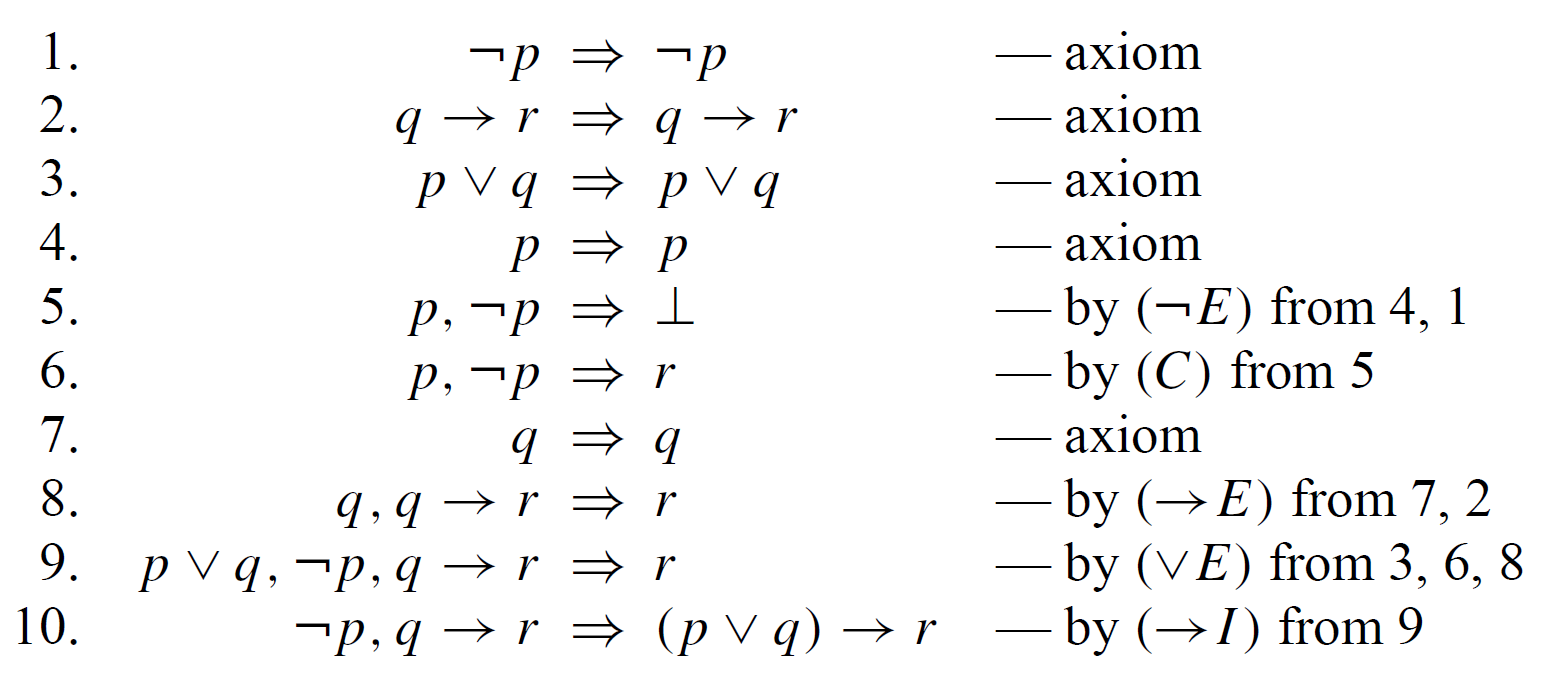 1. ¬p ⇒ ¬p — axiom
2. q → r ⇒ q → r — axiom
3. p ∨ q ⇒ p ∨ q — axiom
4. p ⇒ p — axiom
5. p, ¬p ⇒ ⊥ — by (¬E) from 4, 1
6. p, ¬p ⇒ r — by (C) from 5
7. q ⇒ q — axiom
8. q, q → r ⇒ r — by (→E) from 7, 2
9. p ∨ q, ¬p, q → r ⇒ r — by (∨E) from 3, 6, 8
10. ¬p, q → r ⇒ (p ∨ q) → r — by (→I) from 9